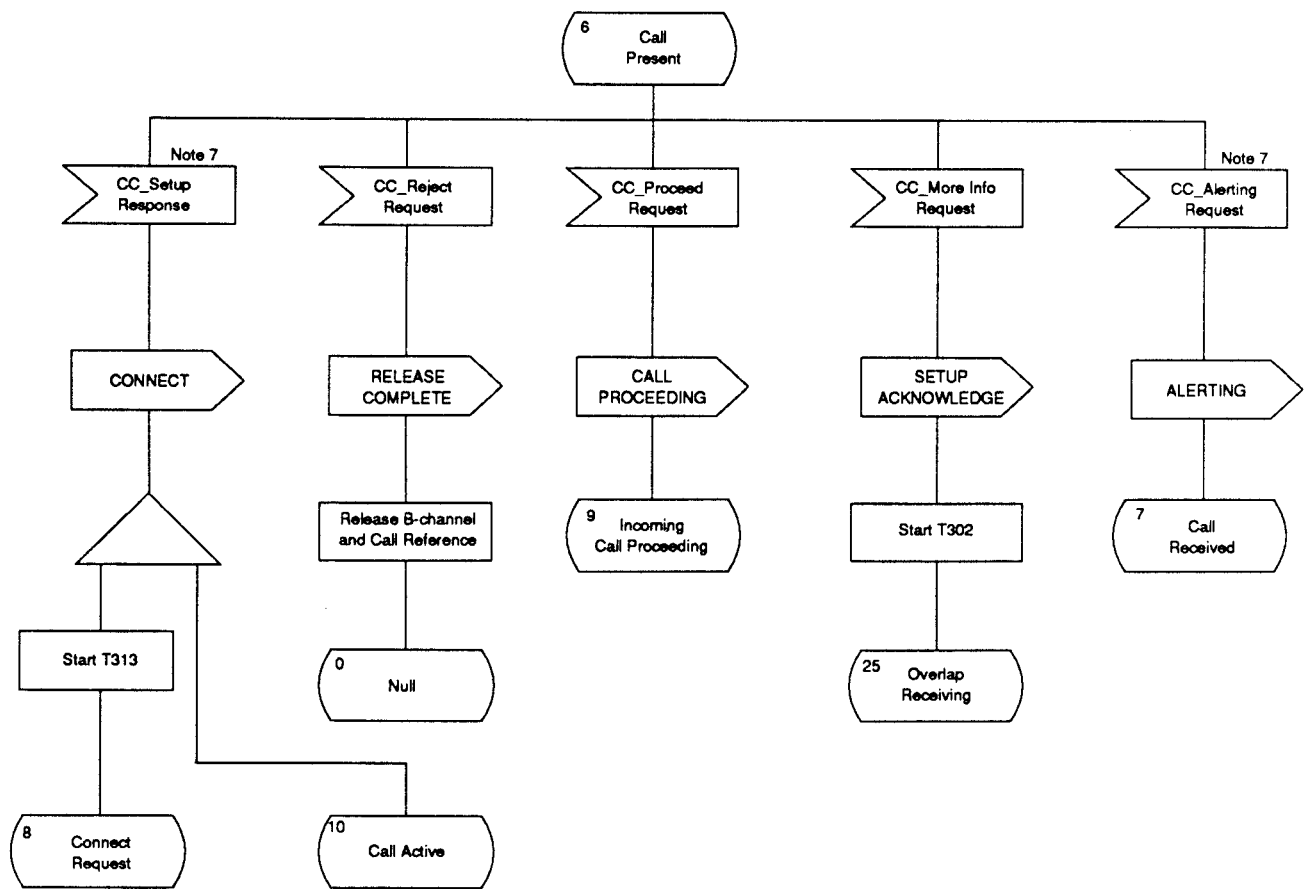 6
Call
Present
Note 7
Note 7
CC_Setup
Response
CC_Reject
Request
CC_Proceed
Request
CC_More Info
Request
CC_Alerting
Request
CONNECT
RELEASE
COMPLETE
CALL
PROCEEDING
SETUP
ACKNOWLEDGE
ALERTING
Release B-channel
and Call Reference
9
Incoming
Call Proceeding
Start T302
7
Call
Received
Start T313
0
Null
25
Overlap
Receiving
8
Connect
Request
10
Call Active